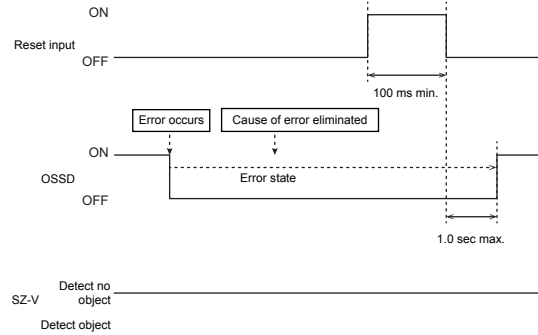 ON
Reset input
OFF
100 ms min.
Error occurs
Cause of error eliminated
ON
OSSD
Error state
OFF
1.0 sec max.
Detect no
object
SZ-V
Detect object